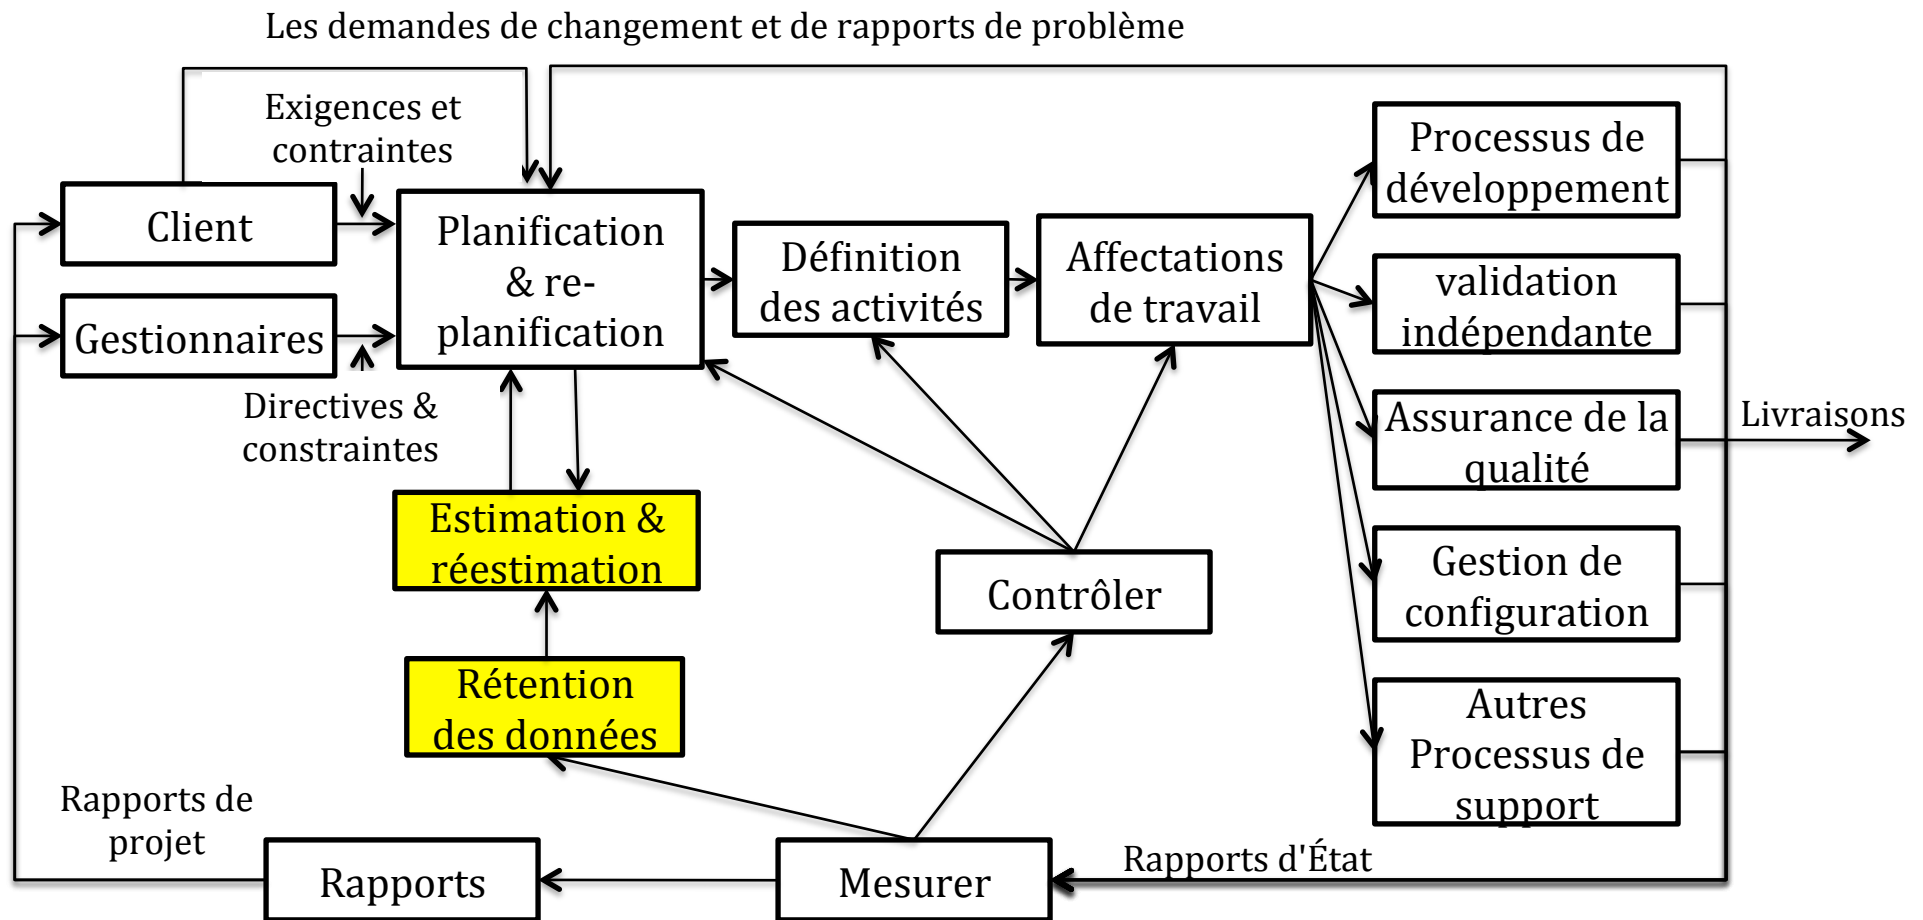 Les demandes de changement et de rapports de problème
Exigences et
contraintes
Client
Gestionnaires
Directives &
constraintes
Planification
& re-
planification
Définition
des activités
Affectations
de travail
Processus de
développement
validation
indépendante
Assurance de la
qualité
Gestion de
configuration
Autres
Processus de
support
Livraisons
Estimation &
réestimation
Contrôler
Rétention
des données
Rapports de
projet
Rapports
Mesurer
Rapports d'État